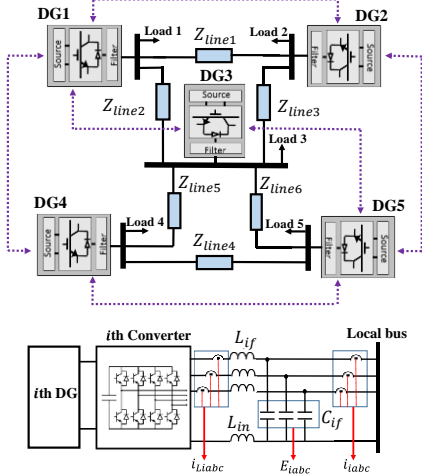 DG1
Load 1
Z_line1
Load 2
DG2
Source
Filter
DG3
Filter
Source
Z_line2
Source
Filter
Z_line3
Load 3
DG4
Z_line5
Z_line6
DG5
Source
Filter
Load 4
Load 5
Filter
Source
Z_line4
ith Converter
L_if
Local bus
ith DG
L_in
C_if
i_Liabc
E_iabc
i_iabc